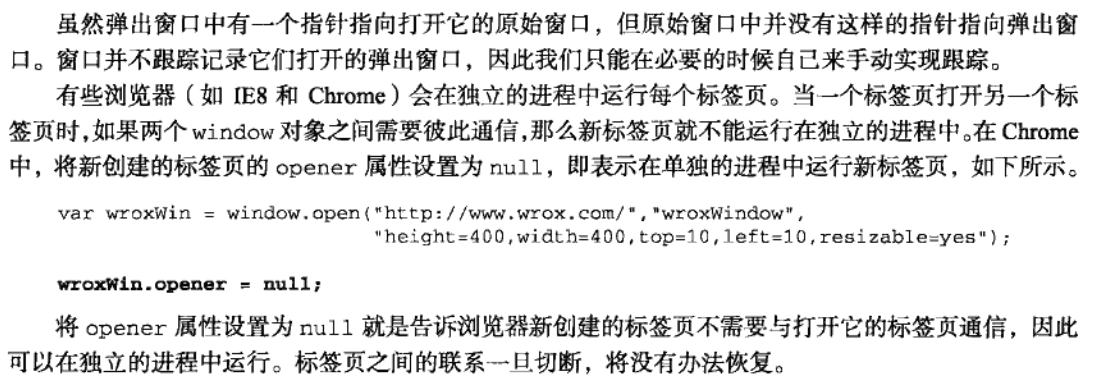 虽然弹出窗口中有一个指针指向打开它的原始窗口，但原始窗口中并没有这样的指针指向弹出窗
口。窗口并不跟踪记录它们打开的弹出窗口，因此我们只能在必要的时候自己来手动实现跟踪。
有些浏览器（如 IE8 和 Chrome）会在独立的进程中运行每个标签页。当一个标签页打开另一个标
签页时，如果两个 window 对象之间需要彼此通信，那么新标签页就不能运行在独立的进程中。在 Chrome
中，将新创建的标签页的 opener 属性设置为 null，即表示在单独的进程中运行新标签页，如下所示。
var wroxWin = window.open("http://www.wrox.com/","wroxWindow",
"height=400,width=400,top=10,left=10,resizable=yes");
wroxWin.opener = null;
将 opener 属性设置为 null 就是告诉浏览器新创建的标签页不需要与打开它的标签页通信，因此
可以在独立的进程中运行。标签页之间的联系一旦切断，将没有办法恢复。